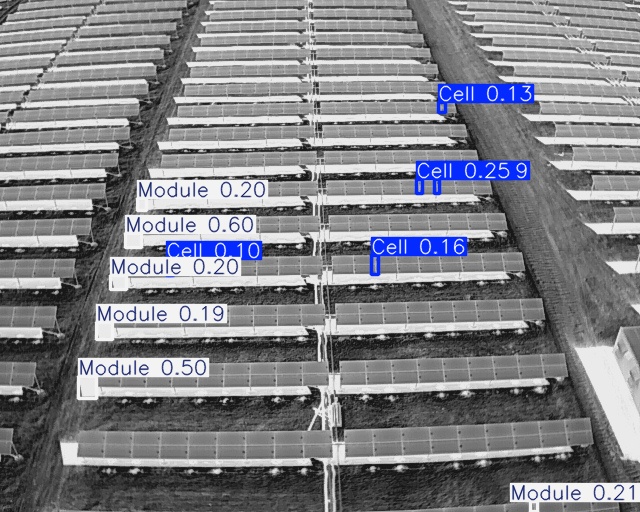 Cell 0.13
Cell 0.25 9
Module 0.20
Module 0.60
Cell 0.16
Cell 0.10
Module 0.20
Module 0.19
Module 0.50
Module 0.21